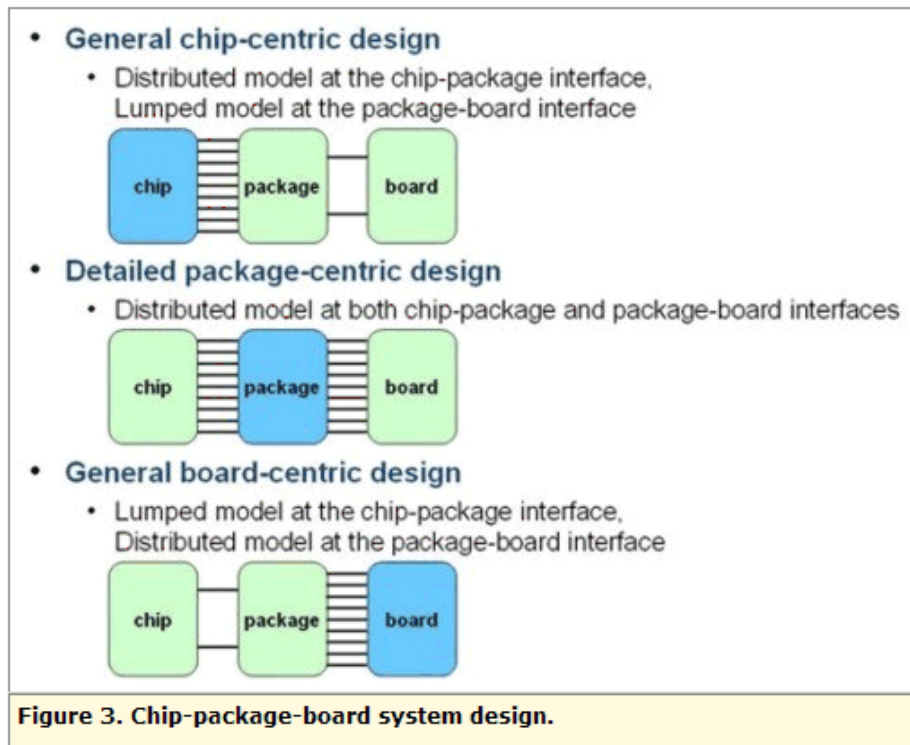 • General chip-centric design
• Distributed model at the chip-package interface,
Lumped model at the package-board interface
chip package board
• Detailed package-centric design
• Distributed model at both chip-package and package-board interfaces
chip package board
• General board-centric design
• Lumped model at the chip-package interface,
Distributed model at the package-board interface
chip package board
Figure 3. Chip-package-board system design.